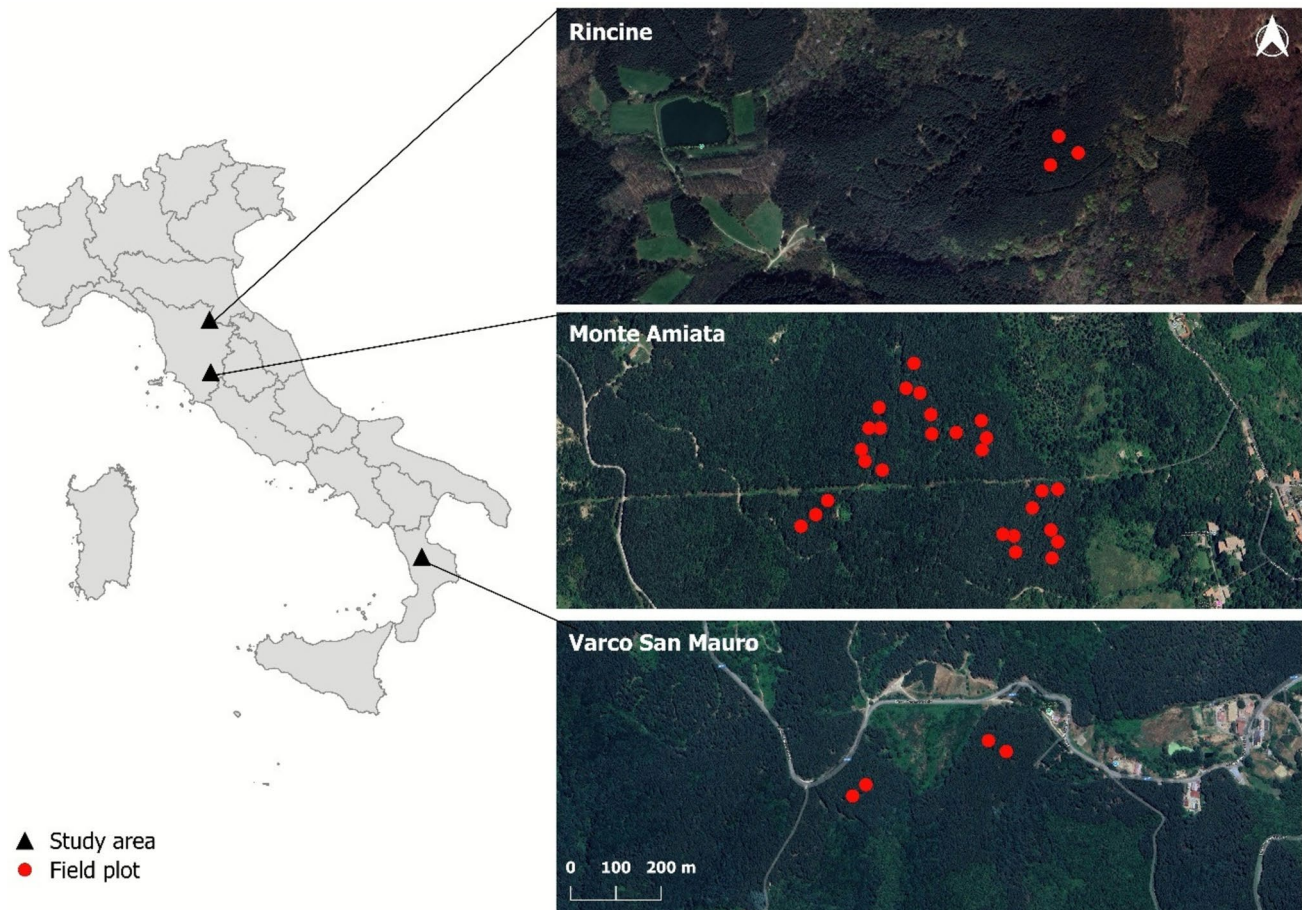 Rincine
Monte Amiata
Varco San Mauro
Study area
Field plot
0 100 200 m